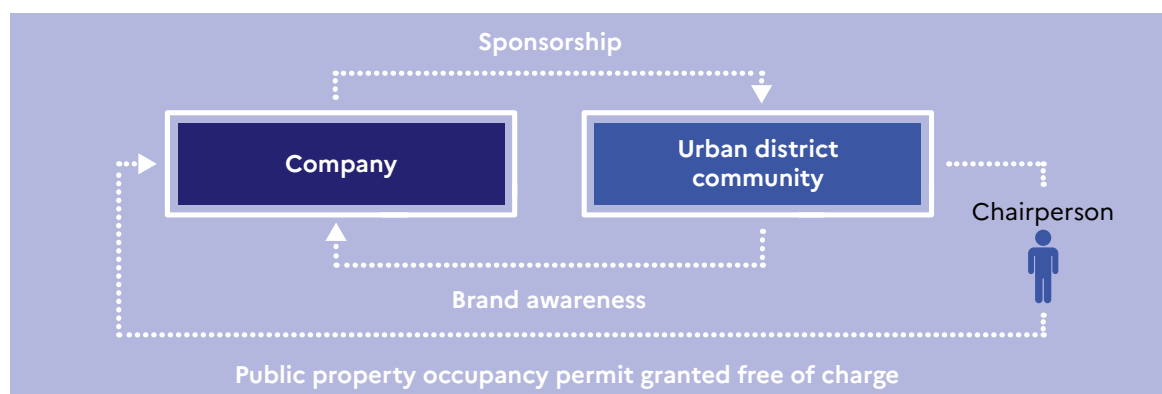 Sponsorship
Company
Urban district
community
Chairperson
Brand awareness
Public property occupancy permit granted free of charge